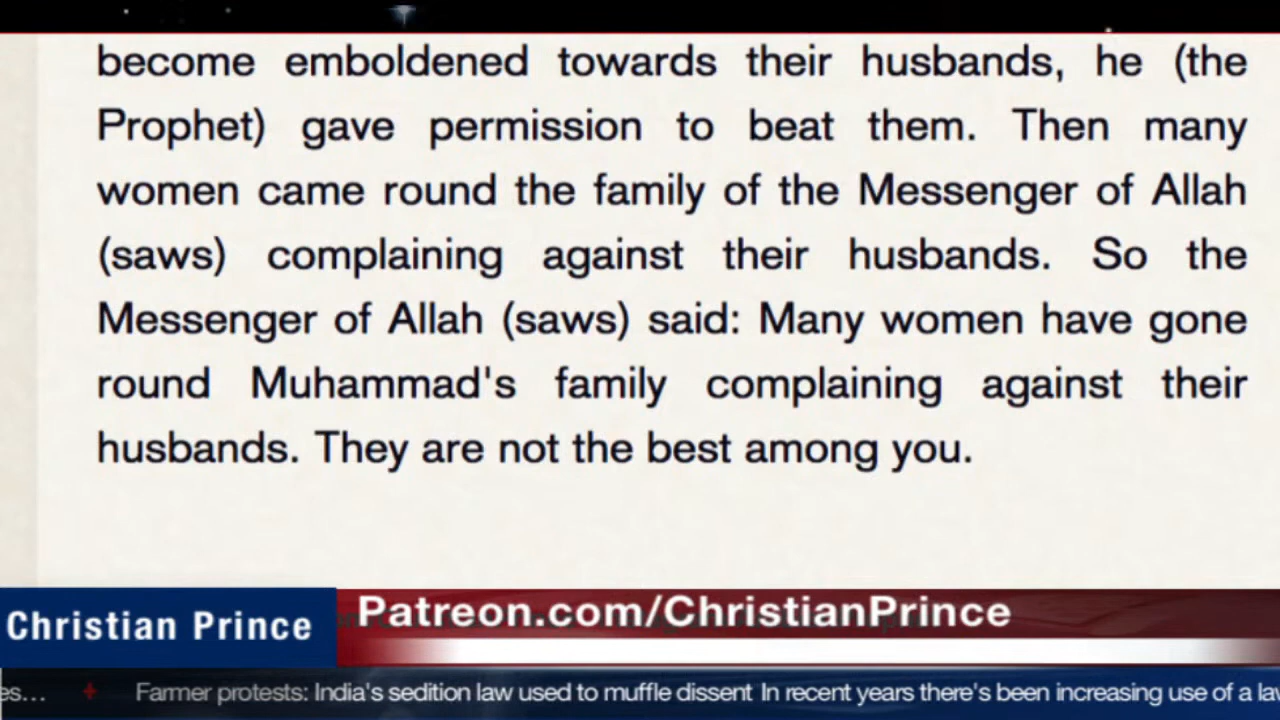 become emboldened towards their husbands, he (the
Prophet) gave permission to beat them. Then many
women came round the family of the Messenger of Allah
(saws) complaining against their husbands. So the
Messenger of Allah (saws) said: Many women have gone
round Muhammad's family complaining against their
husbands. They are not the best among you.
Christian Prince
Patreon.com/ChristianPrince
es... Farmer protests: India's sedition law used to muffle dissent In recent years there's been increasing use of a